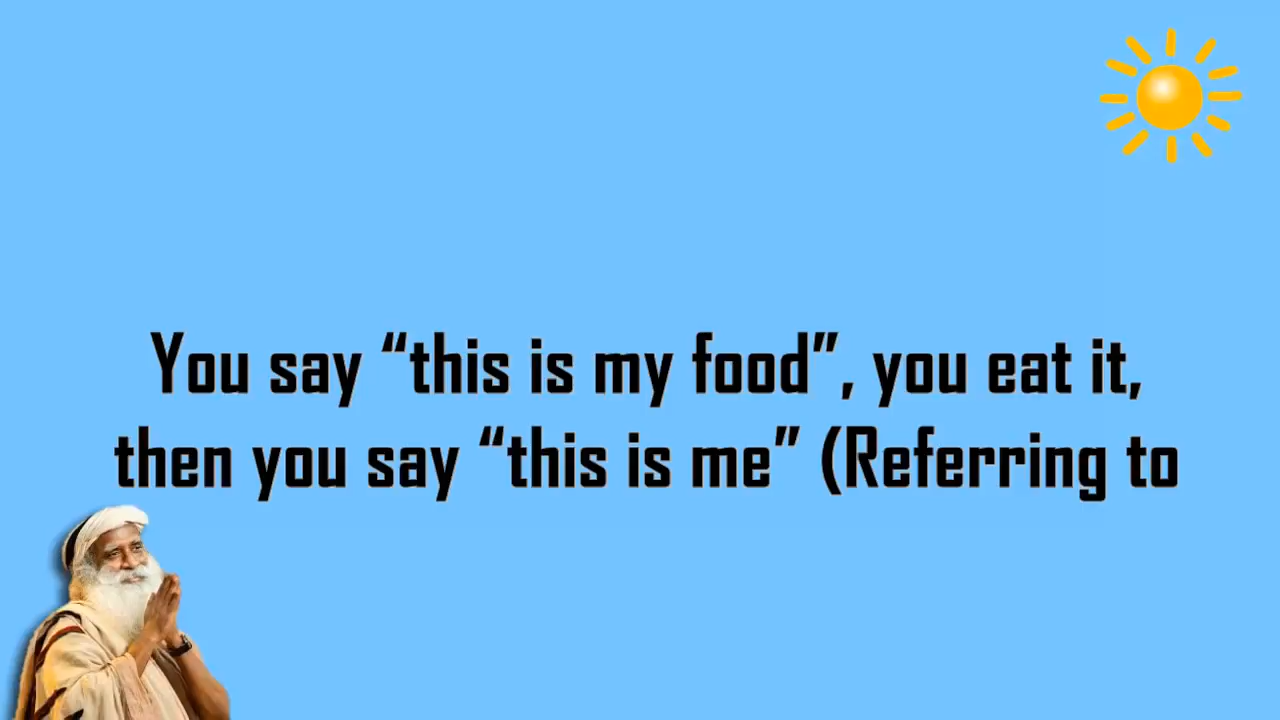 You say “this is my food”, you eat it,
then you say “this is me” (Referring to